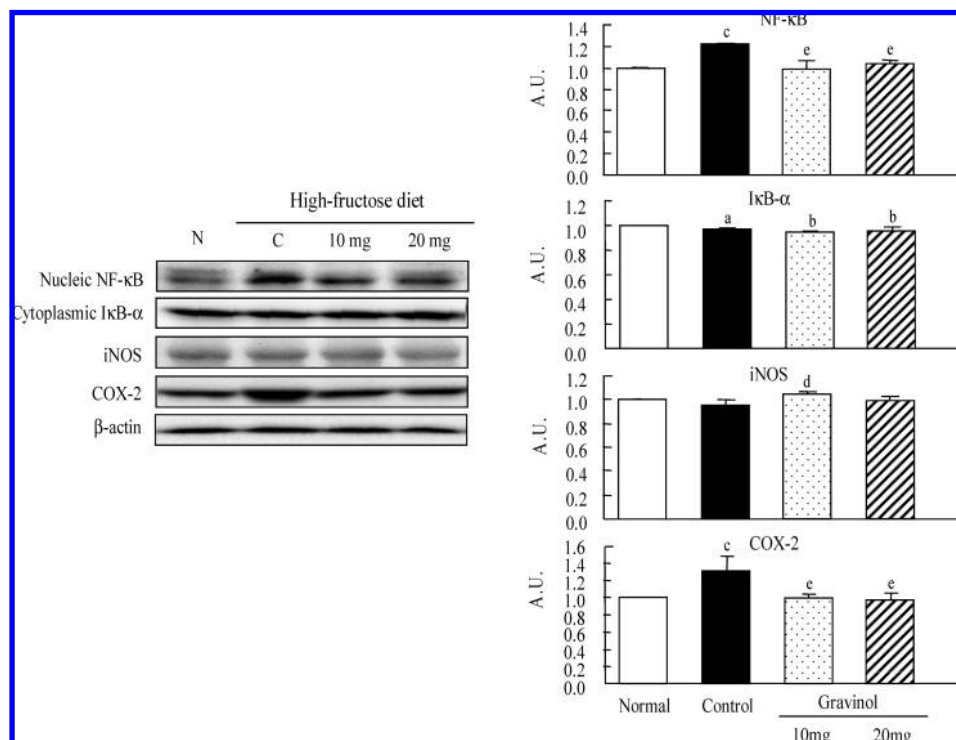 High-fructose diet
N C 10 mg 20 mg
Nucleic NF-κB
Cytoplasmic IκB-α
iNOS
COX-2
β-actin
NF-κB
A.U.
1.4
1.2
1.0
0.8
0.6
0.4
0.2
0.0
c e e
IκB-α
A.U.
1.2
1.0
0.8
0.6
0.4
0.2
0.0
a b b
iNOS
A.U.
1.2
1.0
0.8
0.6
0.4
0.2
0.0
d
COX-2
A.U.
1.6
1.4
1.2
1.0
0.8
0.6
0.4
0.2
0.0
c e e
Normal Control Gravinol
10mg 20mg